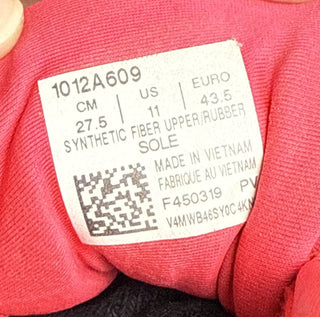 1012A609
CM | US | EURO
27.5 | 11 | 43.5
SYNTHETIC FIBER UPPER/RUBBER
SOLE
MADE IN VIETNAM
FABRIQUE AU VIETNAM
F450319 PV
V4MWB46SY0C4KN